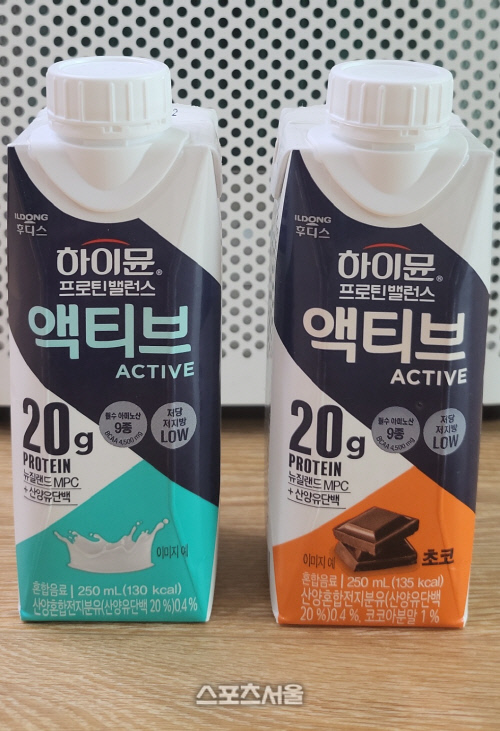 ILDONG
후디스
하이뮨®
프로틴밸런스
액티브
ACTIVE
20g
PROTEIN
필수 아미노산
9종
BCAA 4,500 mg
저당
저지방
LOW
뉴질랜드 MPC
+ 산양유단백
이미지 예
혼합음료 | 250 mL(130 kcal)
산양혼합전지분유(산양유단백 20%)0.4%
ILDONG
후디스
하이뮨®
프로틴밸런스
액티브
ACTIVE
20g
PROTEIN
필수 아미노산
9종
BCAA 4,500 mg
저당
저지방
LOW
뉴질랜드 MPC
+ 산양유단백
이미지 예
초코
혼합음료 | 250 mL(135 kcal)
산양혼합전지분유(산양유단백
20%)0.4%, 코코아분말 1%
스포츠서울